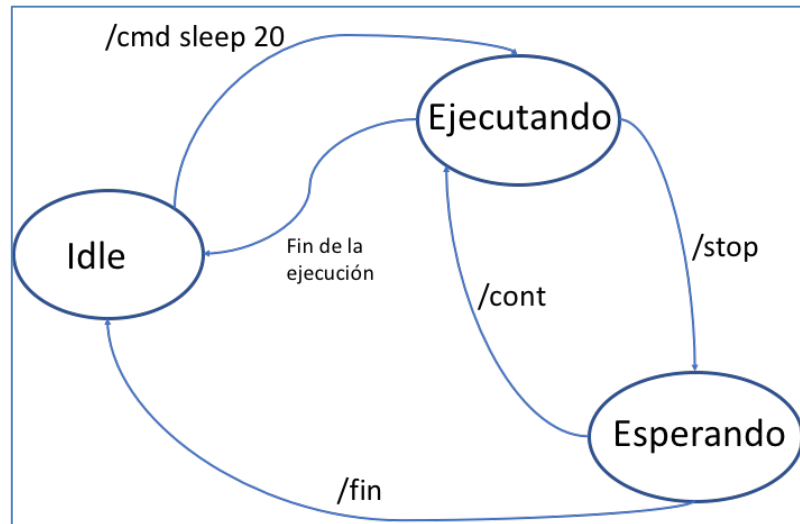 /cmd sleep 20
Ejecutando
Idle
Fin de la
ejecución
/stop
/cont
Esperando
/fin